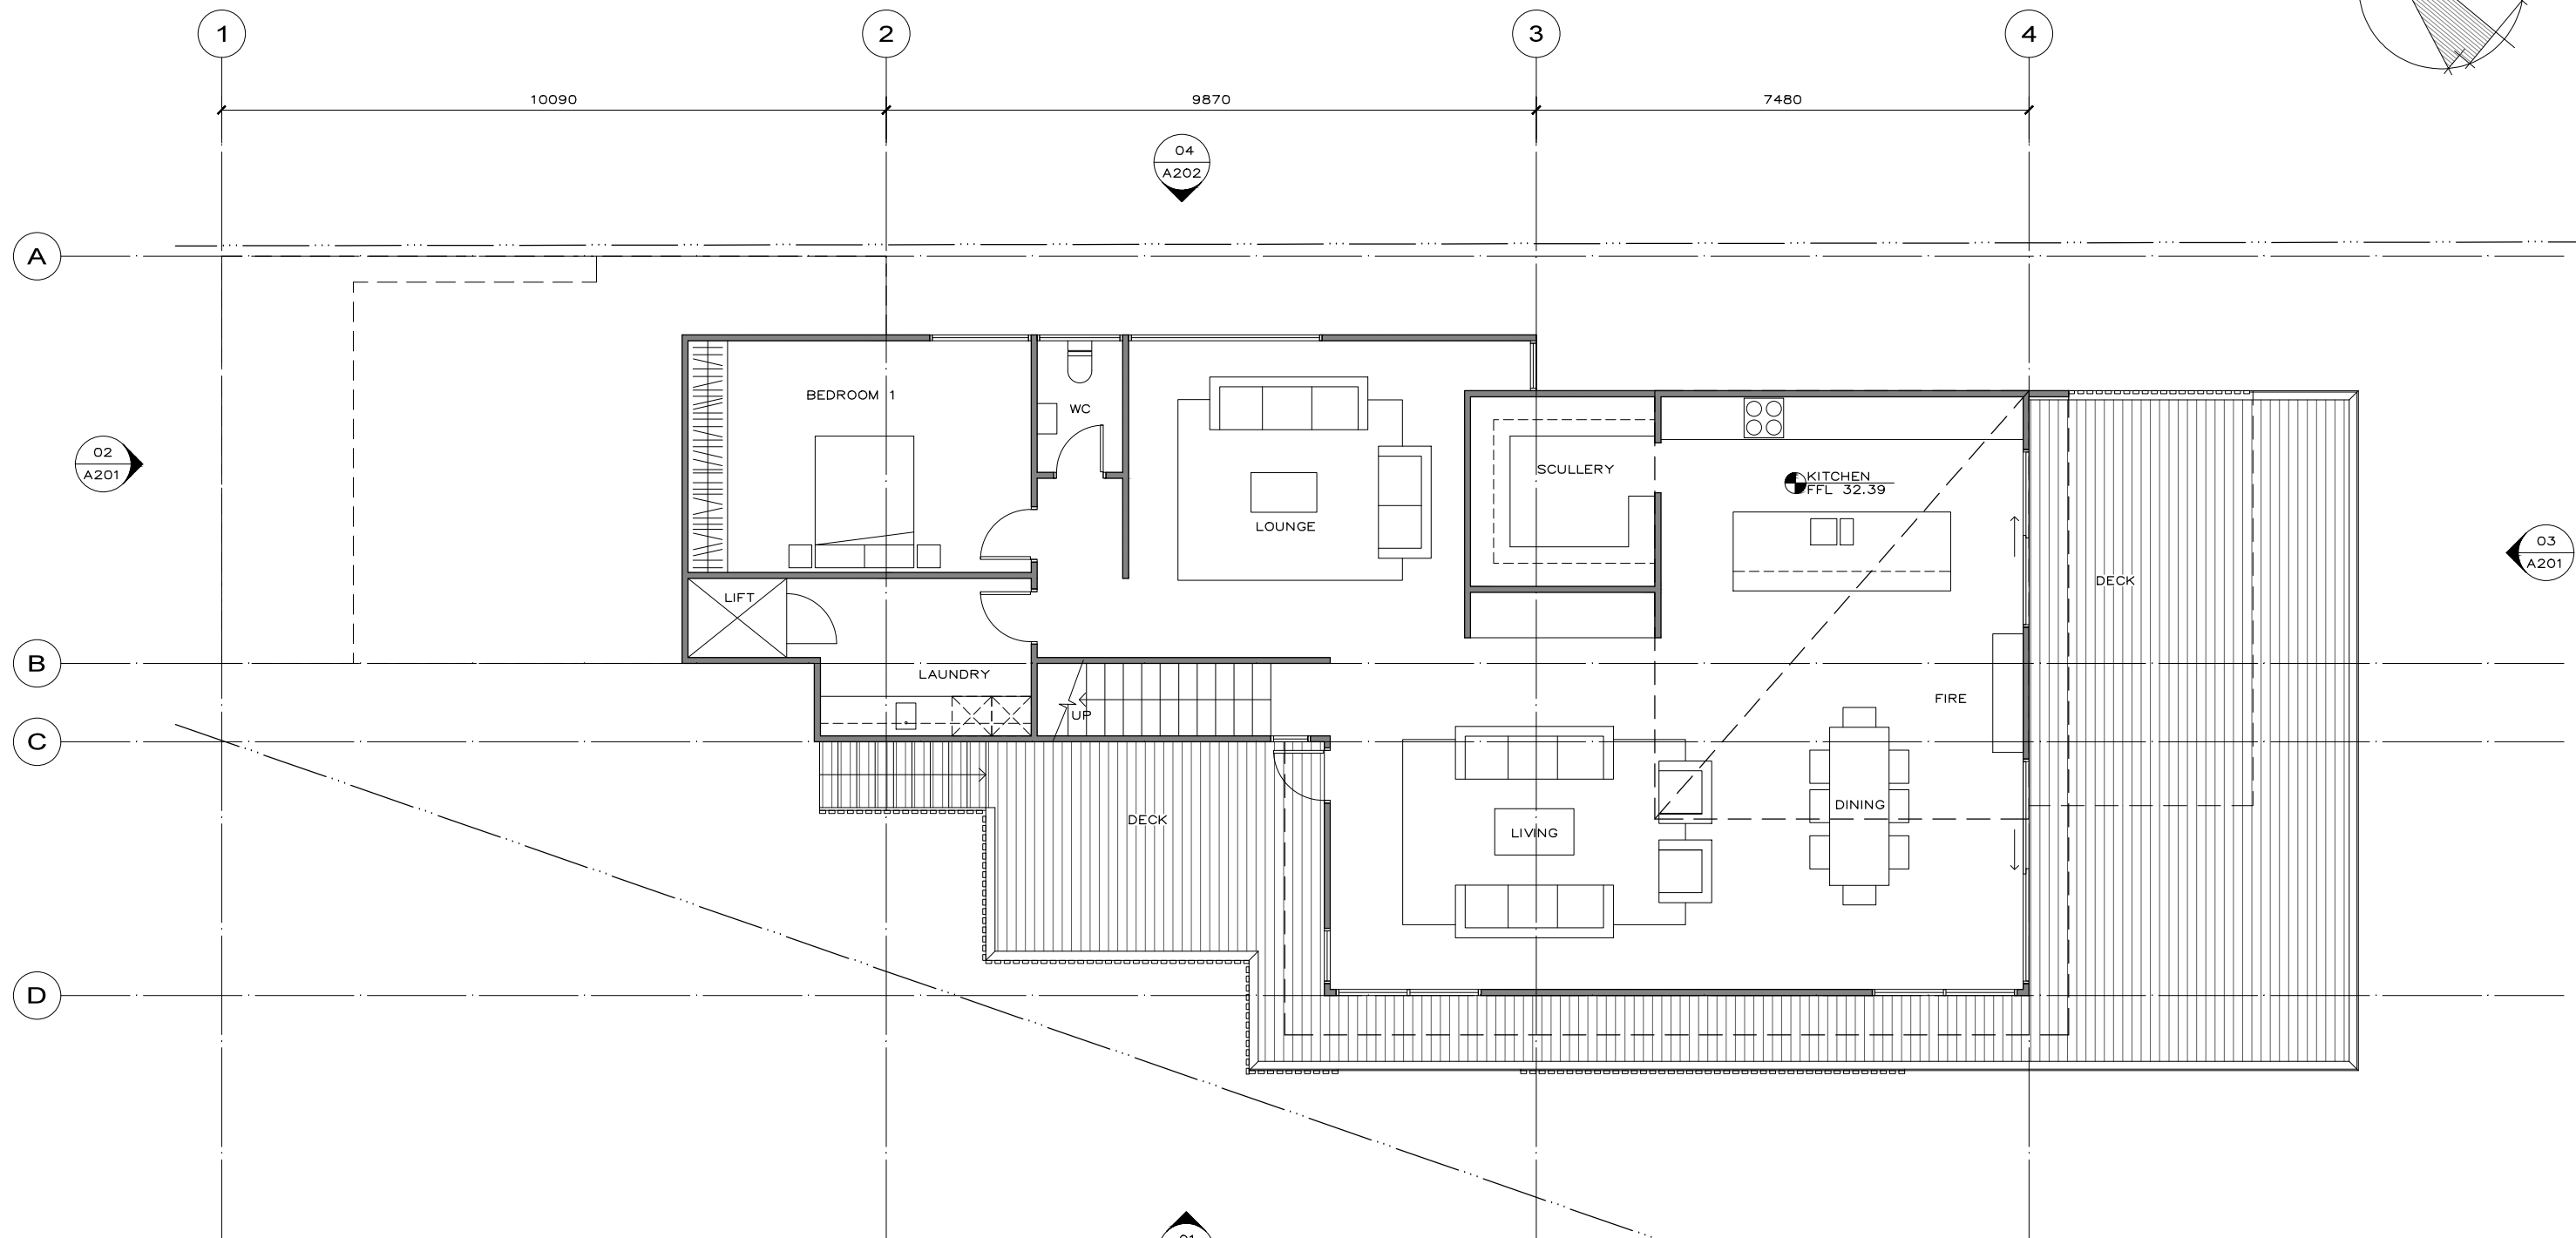 1
2
3
4
10090
9870
7480
04
A202
A
BEDROOM 1
WC
02
A201
SCULLERY
KITCHEN
FFL 32.39
LOUNGE
03
A201
DECK
LIFT
B
LAUNDRY
FIRE
UP
C
DINING
DECK
LIVING
D